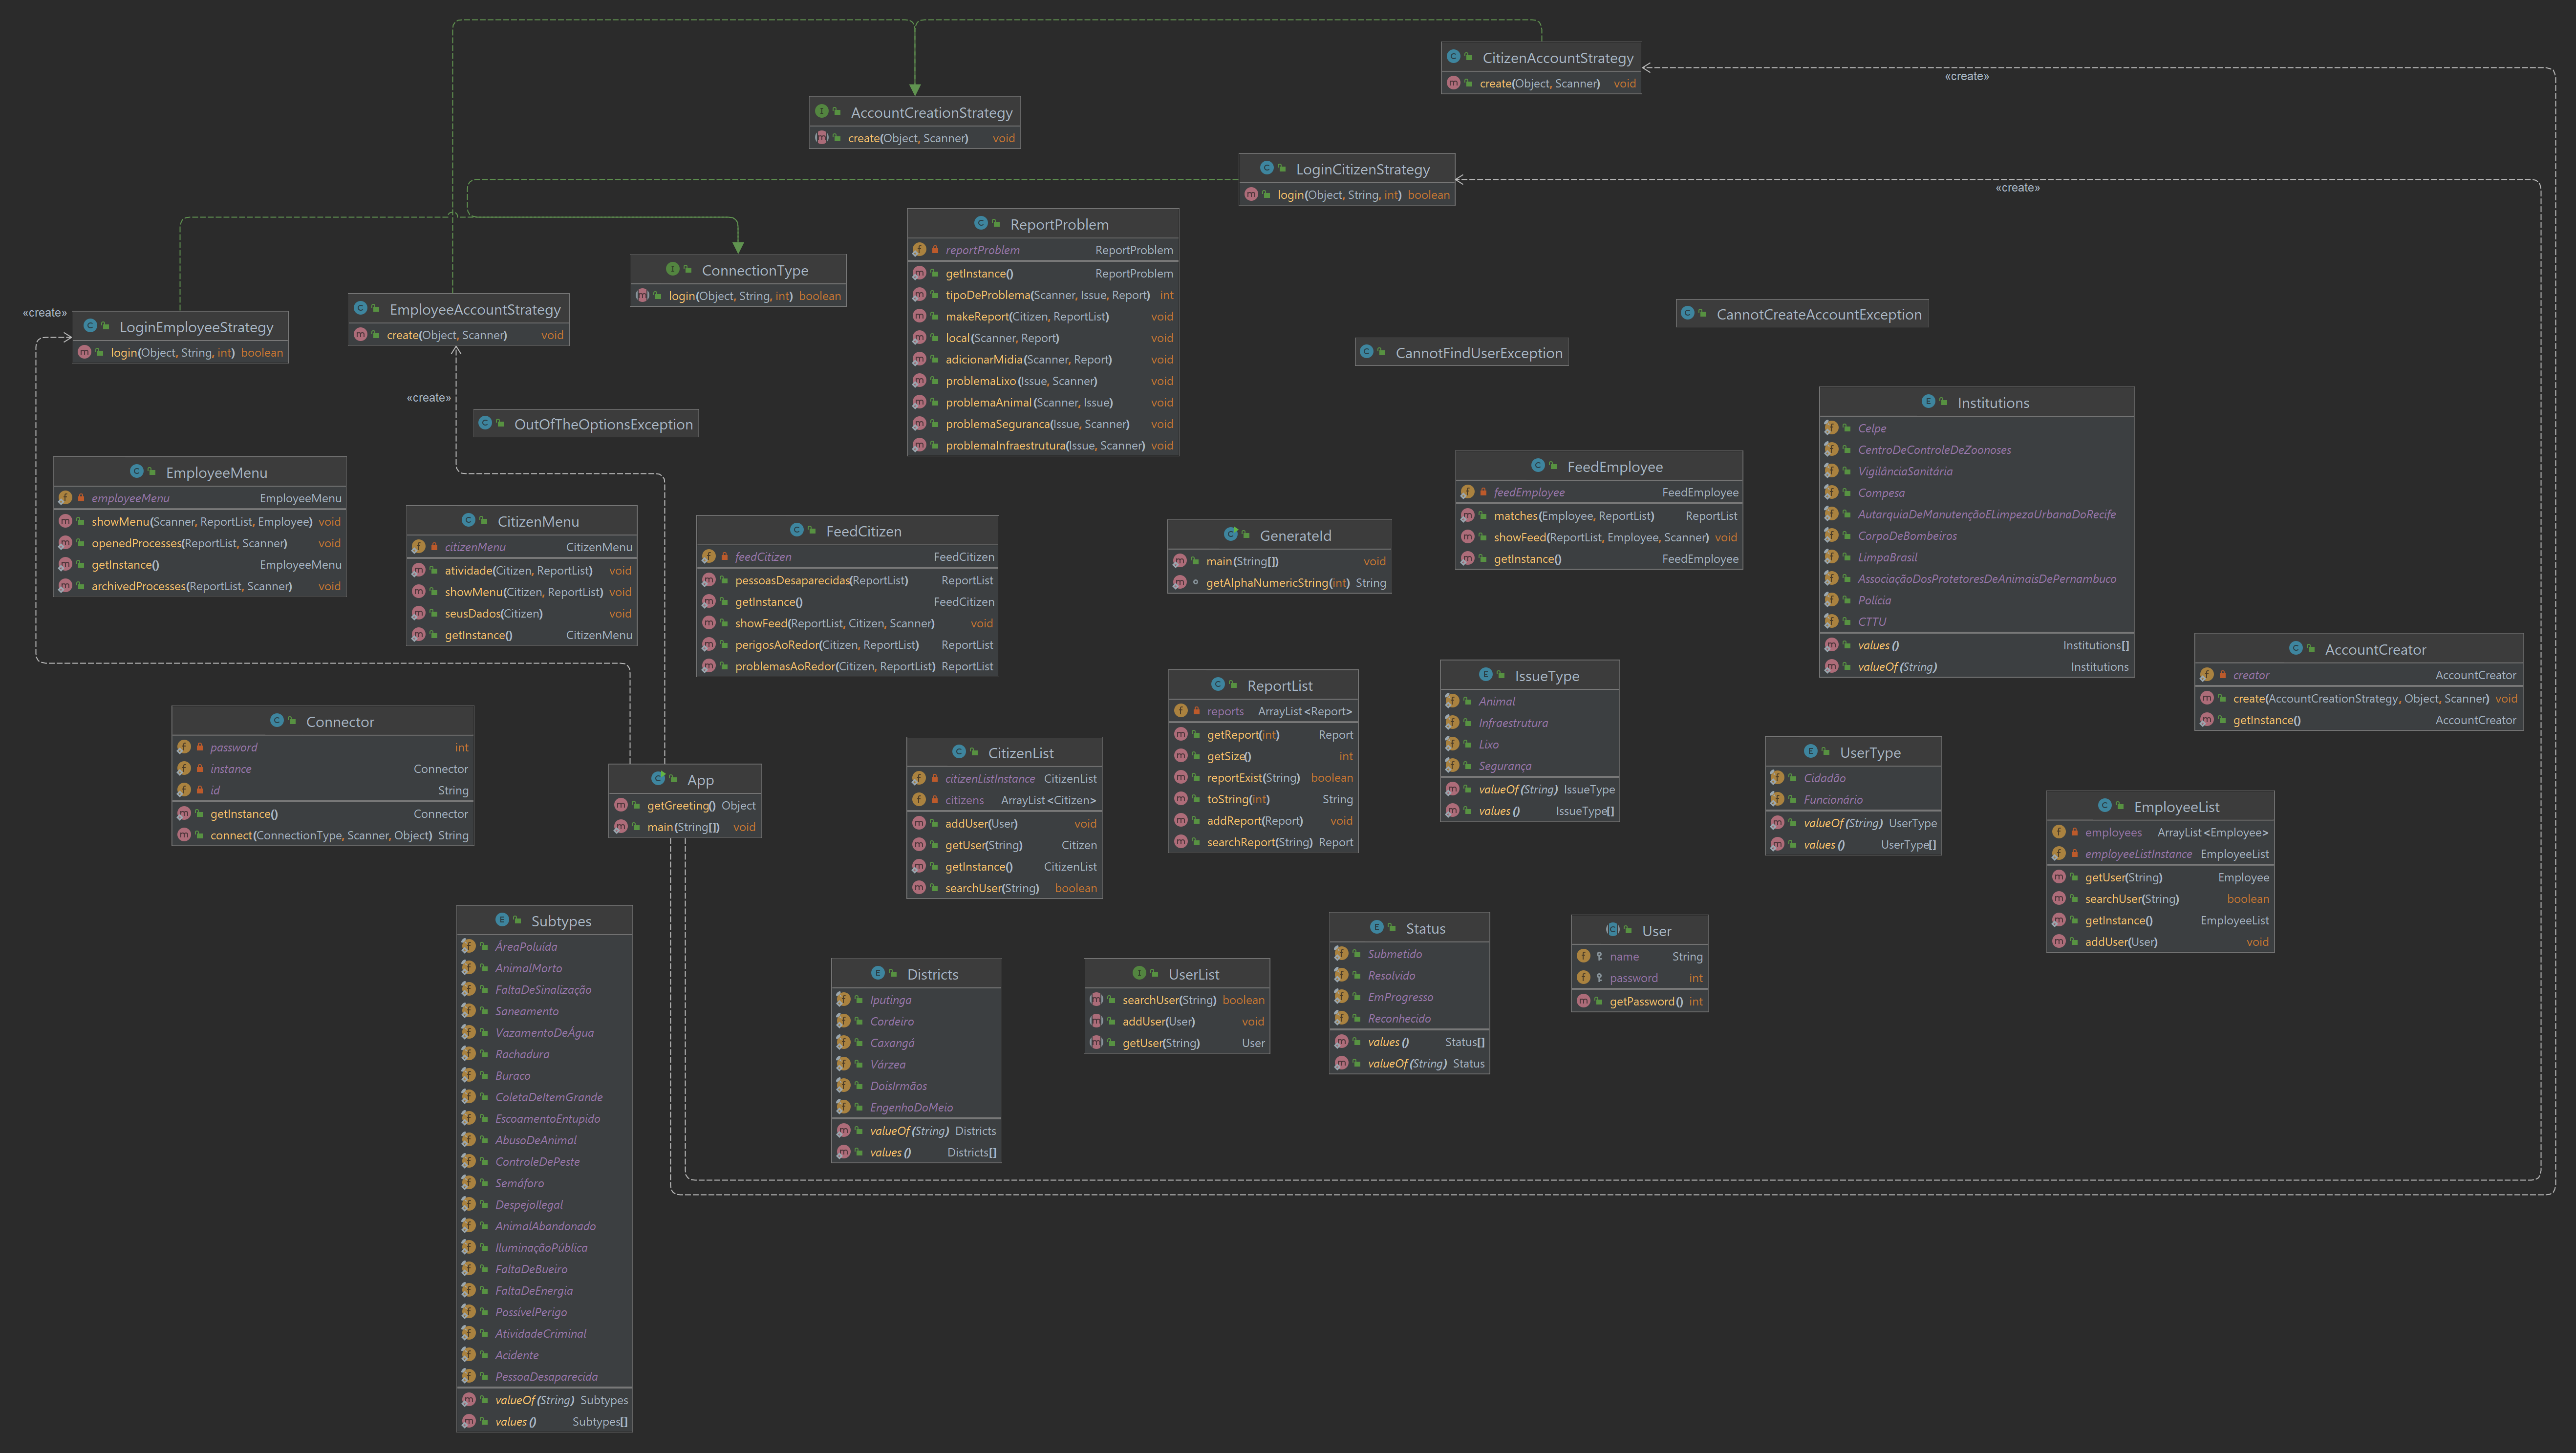 CitizenAccountStrategy
create(Object, Scanner) void
«create»
AccountCreationStrategy
create(Object, Scanner) void
LoginCitizenStrategy
login(Object, String, int) boolean
«create»
ReportProblem
reportProblem ReportProblem
getInstance() ReportProblem
tipoDeProblema(Scanner, Issue, Report) int
makeReport(Citizen, ReportList) void
local(Scanner, Report) void
adicionarMidia(Scanner, Report) void
problemaLixo(Issue, Scanner) void
problemaAnimal(Scanner, Issue) void
problemaSeguranca(Issue, Scanner) void
problemaInfraestrutura(Issue, Scanner) void
ConnectionType
login(Object, String, int) boolean
EmployeeAccountStrategy
create(Object, Scanner) void
«create»
LoginEmployeeStrategy
login(Object, String, int) boolean
«create»
CannotCreateAccountException
CannotFindUserException
OutOfTheOptionsException
Institutions
Celpe
CentroDeControleDeZoonoses
VigilânciaSanitária
Compesa
AutarquiaDeManutençãoELimpezaUrbanaDoRecife
CorpoDeBombeiros
LimpaBrasil
AssociaçãoDosProtetoresDeAnimaisDePernambuco
Polícia
CTTU
values() Institutions[]
valueOf(String) Institutions
EmployeeMenu
employeeMenu EmployeeMenu
showMenu(Scanner, ReportList, Employee) void
openedProcesses(ReportList, Scanner) void
getInstance() EmployeeMenu
archivedProcesses(ReportList, Scanner) void
FeedEmployee
feedEmployee FeedEmployee
matches(Employee, ReportList) ReportList
showFeed(ReportList, Employee, Scanner) void
getInstance() FeedEmployee
CitizenMenu
citizenMenu CitizenMenu
atividade(Citizen, ReportList) void
showMenu(Citizen, ReportList) void
seusDados(Citizen) void
getInstance() CitizenMenu
FeedCitizen
feedCitizen FeedCitizen
pessoasDesaparecidas(ReportList) ReportList
getInstance() FeedCitizen
showFeed(ReportList, Citizen, Scanner) void
perigosAoRedor(Citizen, ReportList) ReportList
problemasAoRedor(Citizen, ReportList) ReportList
GenerateId
main(String[]) void
getAlphaNumericString(int) String
AccountCreator
creator AccountCreator
create(AccountCreationStrategy, Object, Scanner) void
getInstance() AccountCreator
IssueType
Animal
Infraestrutura
Lixo
Segurança
valueOf(String) IssueType
values() IssueType[]
ReportList
reports ArrayList<Report>
getReport(int) Report
getSize() int
reportExist(String) boolean
toString(int) String
addReport(Report) void
searchReport(String) Report
Connector
password int
instance Connector
id String
getInstance() Connector
connect(ConnectionType, Scanner, Object) String
CitizenList
citizenListInstance CitizenList
citizens ArrayList<Citizen>
addUser(User) void
getUser(String) Citizen
getInstance() CitizenList
searchUser(String) boolean
UserType
Cidadão
Funcionário
valueOf(String) UserType
values() UserType[]
App
getGreeting() Object
main(String[]) void
EmployeeList
employees ArrayList<Employee>
employeeListInstance EmployeeList
getUser(String) Employee
searchUser(String) boolean
getInstance() EmployeeList
addUser(User) void
Subtypes
ÁreaPoluída
AnimalMorto
FaltaDeSinalização
Saneamento
VazamentoDeÁgua
Rachadura
Buraco
ColetaDeItemGrande
EscoamentoEntupido
AbusoDeAnimal
ControleDePeste
Semáforo
DespejoIlegal
AnimalAbandonado
IluminaçãoPública
FaltaDeBueiro
FaltaDeEnergia
PossívelPerigo
AtividadeCriminal
Acidente
PessoaDesaparecida
valueOf(String) Subtypes
values() Subtypes[]
Status
Submetido
Resolvido
EmProgresso
Reconhecido
values() Status[]
valueOf(String) Status
User
name String
password int
getPassword() int
Districts
Iputinga
Cordeiro
Caxangá
Várzea
DoisIrmãos
EngenhoDoMeio
valueOf(String) Districts
values() Districts[]
UserList
searchUser(String) boolean
addUser(User) void
getUser(String) User